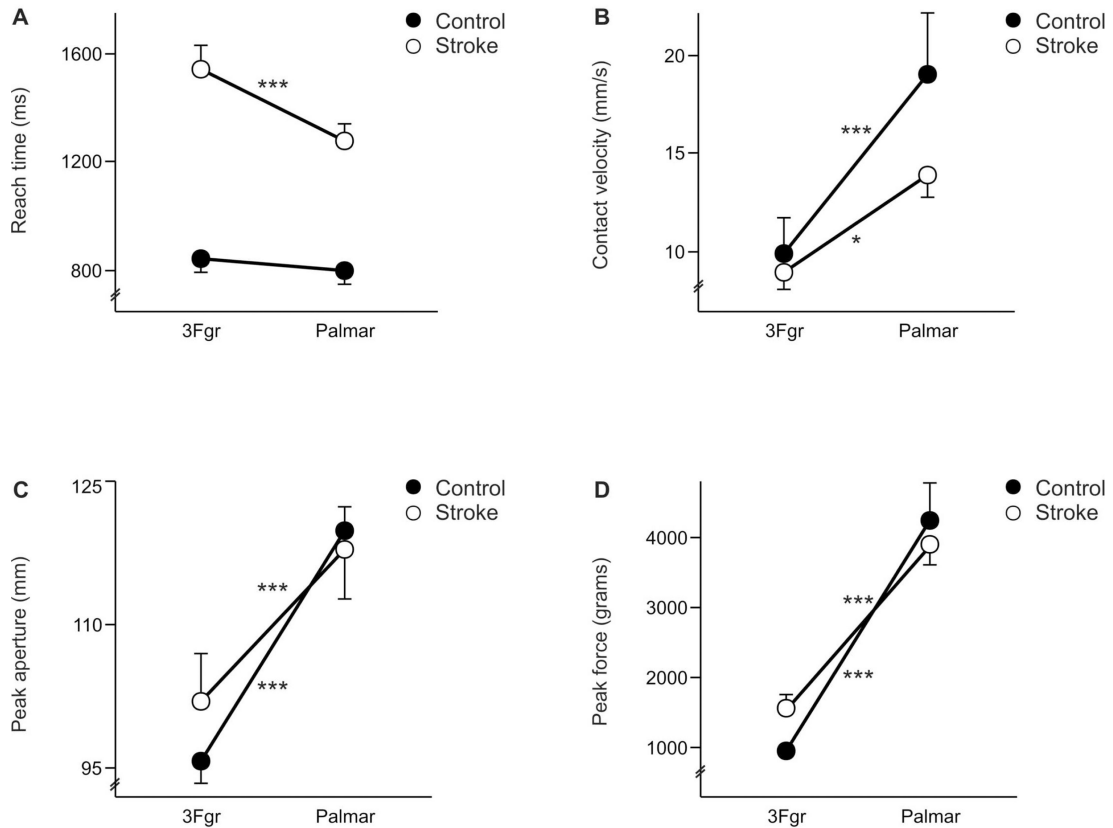 A
Control
Stroke
1600
1200
800
Reach time (ms)
***
3Fgr
Palmar
B
Control
Stroke
20
15
10
Contact velocity (mm/s)
***
*
3Fgr
Palmar
C
Control
Stroke
125
110
95
Peak aperture (mm)
***
***
3Fgr
Palmar
D
Control
Stroke
4000
3000
2000
1000
Peak force (grams)
***
***
3Fgr
Palmar